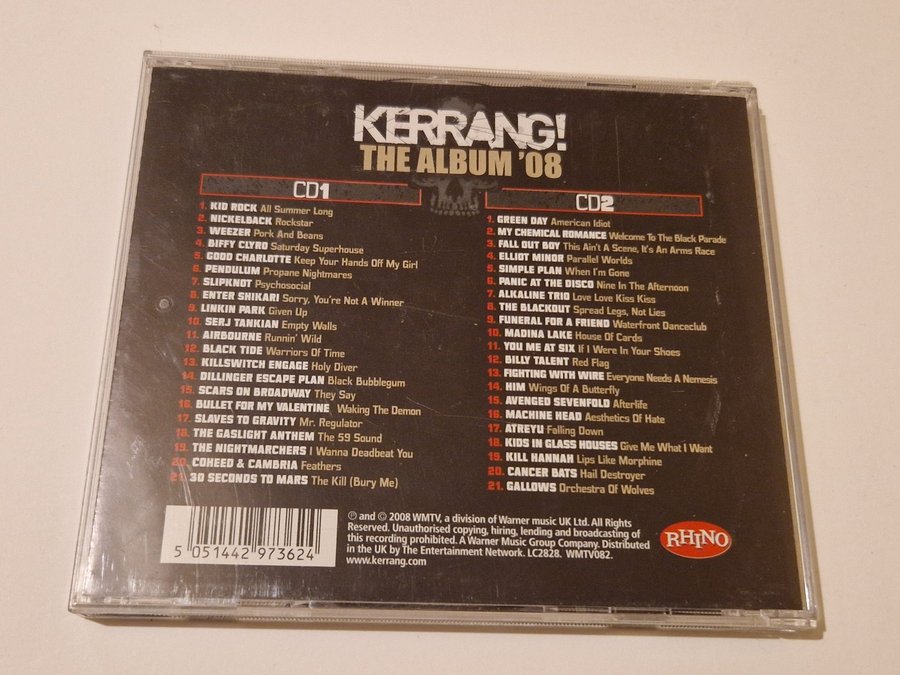 KERRANG!
THE ALBUM '08
CD1
1. KID ROCK All Summer Long
2. NICKELBACK Rockstar
3. WEEZER Pork And Beans
4. BIFFY CLYRO Saturday Superhouse
5. GOOD CHARLOTTE Keep Your Hands Off My Girl
6. PENDULUM Propane Nightmares
7. SLIPKNOT Psychosocial
8. ENTER SHIKARI Sorry, You're Not A Winner
9. LINKIN PARK Given Up
10. SERJ TANKIAN Empty Walls
11. AIRBOURNE Runnin' Wild
12. BLACK TIDE Warriors Of Time
13. KILLSWITCH ENGAGE Holy Diver
14. DILLINGER ESCAPE PLAN Black Bubblegum
15. SCARS ON BROADWAY They Say
16. BULLET FOR MY VALENTINE Waking The Demon
17. SLAVES TO GRAVITY Mr. Regulator
18. THE GASLIGHT ANTHEM The 59 Sound
19. THE NIGHTMARCHERS I Wanna Deadbeat You
20. COHEED & CAMBRIA Feathers
21. 30 SECONDS TO MARS The Kill (Bury Me)
CD2
1. GREEN DAY American Idiot
2. MY CHEMICAL ROMANCE Welcome To The Black Parade
3. FALL OUT BOY This Ain't A Scene, It's An Arms Race
4. ELLIOT MINOR Parallel Worlds
5. SIMPLE PLAN When I'm Gone
6. PANIC AT THE DISCO Nine In The Afternoon
7. ALKALINE TRIO Love Love Kiss Kiss
8. THE BLACKOUT Spread Legs, Not Lies
9. FUNERAL FOR A FRIEND Waterfront Danceclub
10. MADINA LAKE House Of Cards
11. YOU ME AT SIX If I Were In Your Shoes
12. BILLY TALENT Red Flag
13. FIGHTING WITH WIRE Everyone Needs A Nemesis
14. HIM Wings Of A Butterfly
15. AVENGED SEVENFOLD Afterlife
16. MACHINE HEAD Aesthetics Of Hate
17. ATREYU Falling Down
18. KIDS IN GLASS HOUSES Give Me What I Want
19. KILL HANNAH Lips Like Morphine
20. CANCER BATS Hail Destroyer
21. GALLOWS Orchestra Of Wolves
5 051442 973624
℗ and © 2008 WMTV, a division of Warner music UK Ltd. All Rights
Reserved. Unauthorised copying, hiring, lending and broadcasting of
this recording prohibited. A Warner Music Group Company. Distributed
in the UK by The Entertainment Network. LC2828. WMTV082.
www.kerrang.com
RHINO